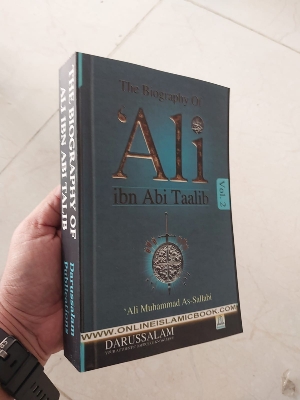 The Biography Of
'Ali
ibn Abi Taalib
Vol. 2
'Ali Muhammad As-Sallabi
WWW.ONLINEISLAMICBOOK.COM
DARUSSALAM
THE BIOGRAPHY OF
ALI IBN ABI TALIB
Darussalam
Publications